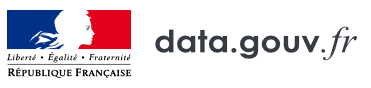 Liberté • Égalité • Fraternité
RÉPUBLIQUE FRANÇAISE
data.gouv.fr